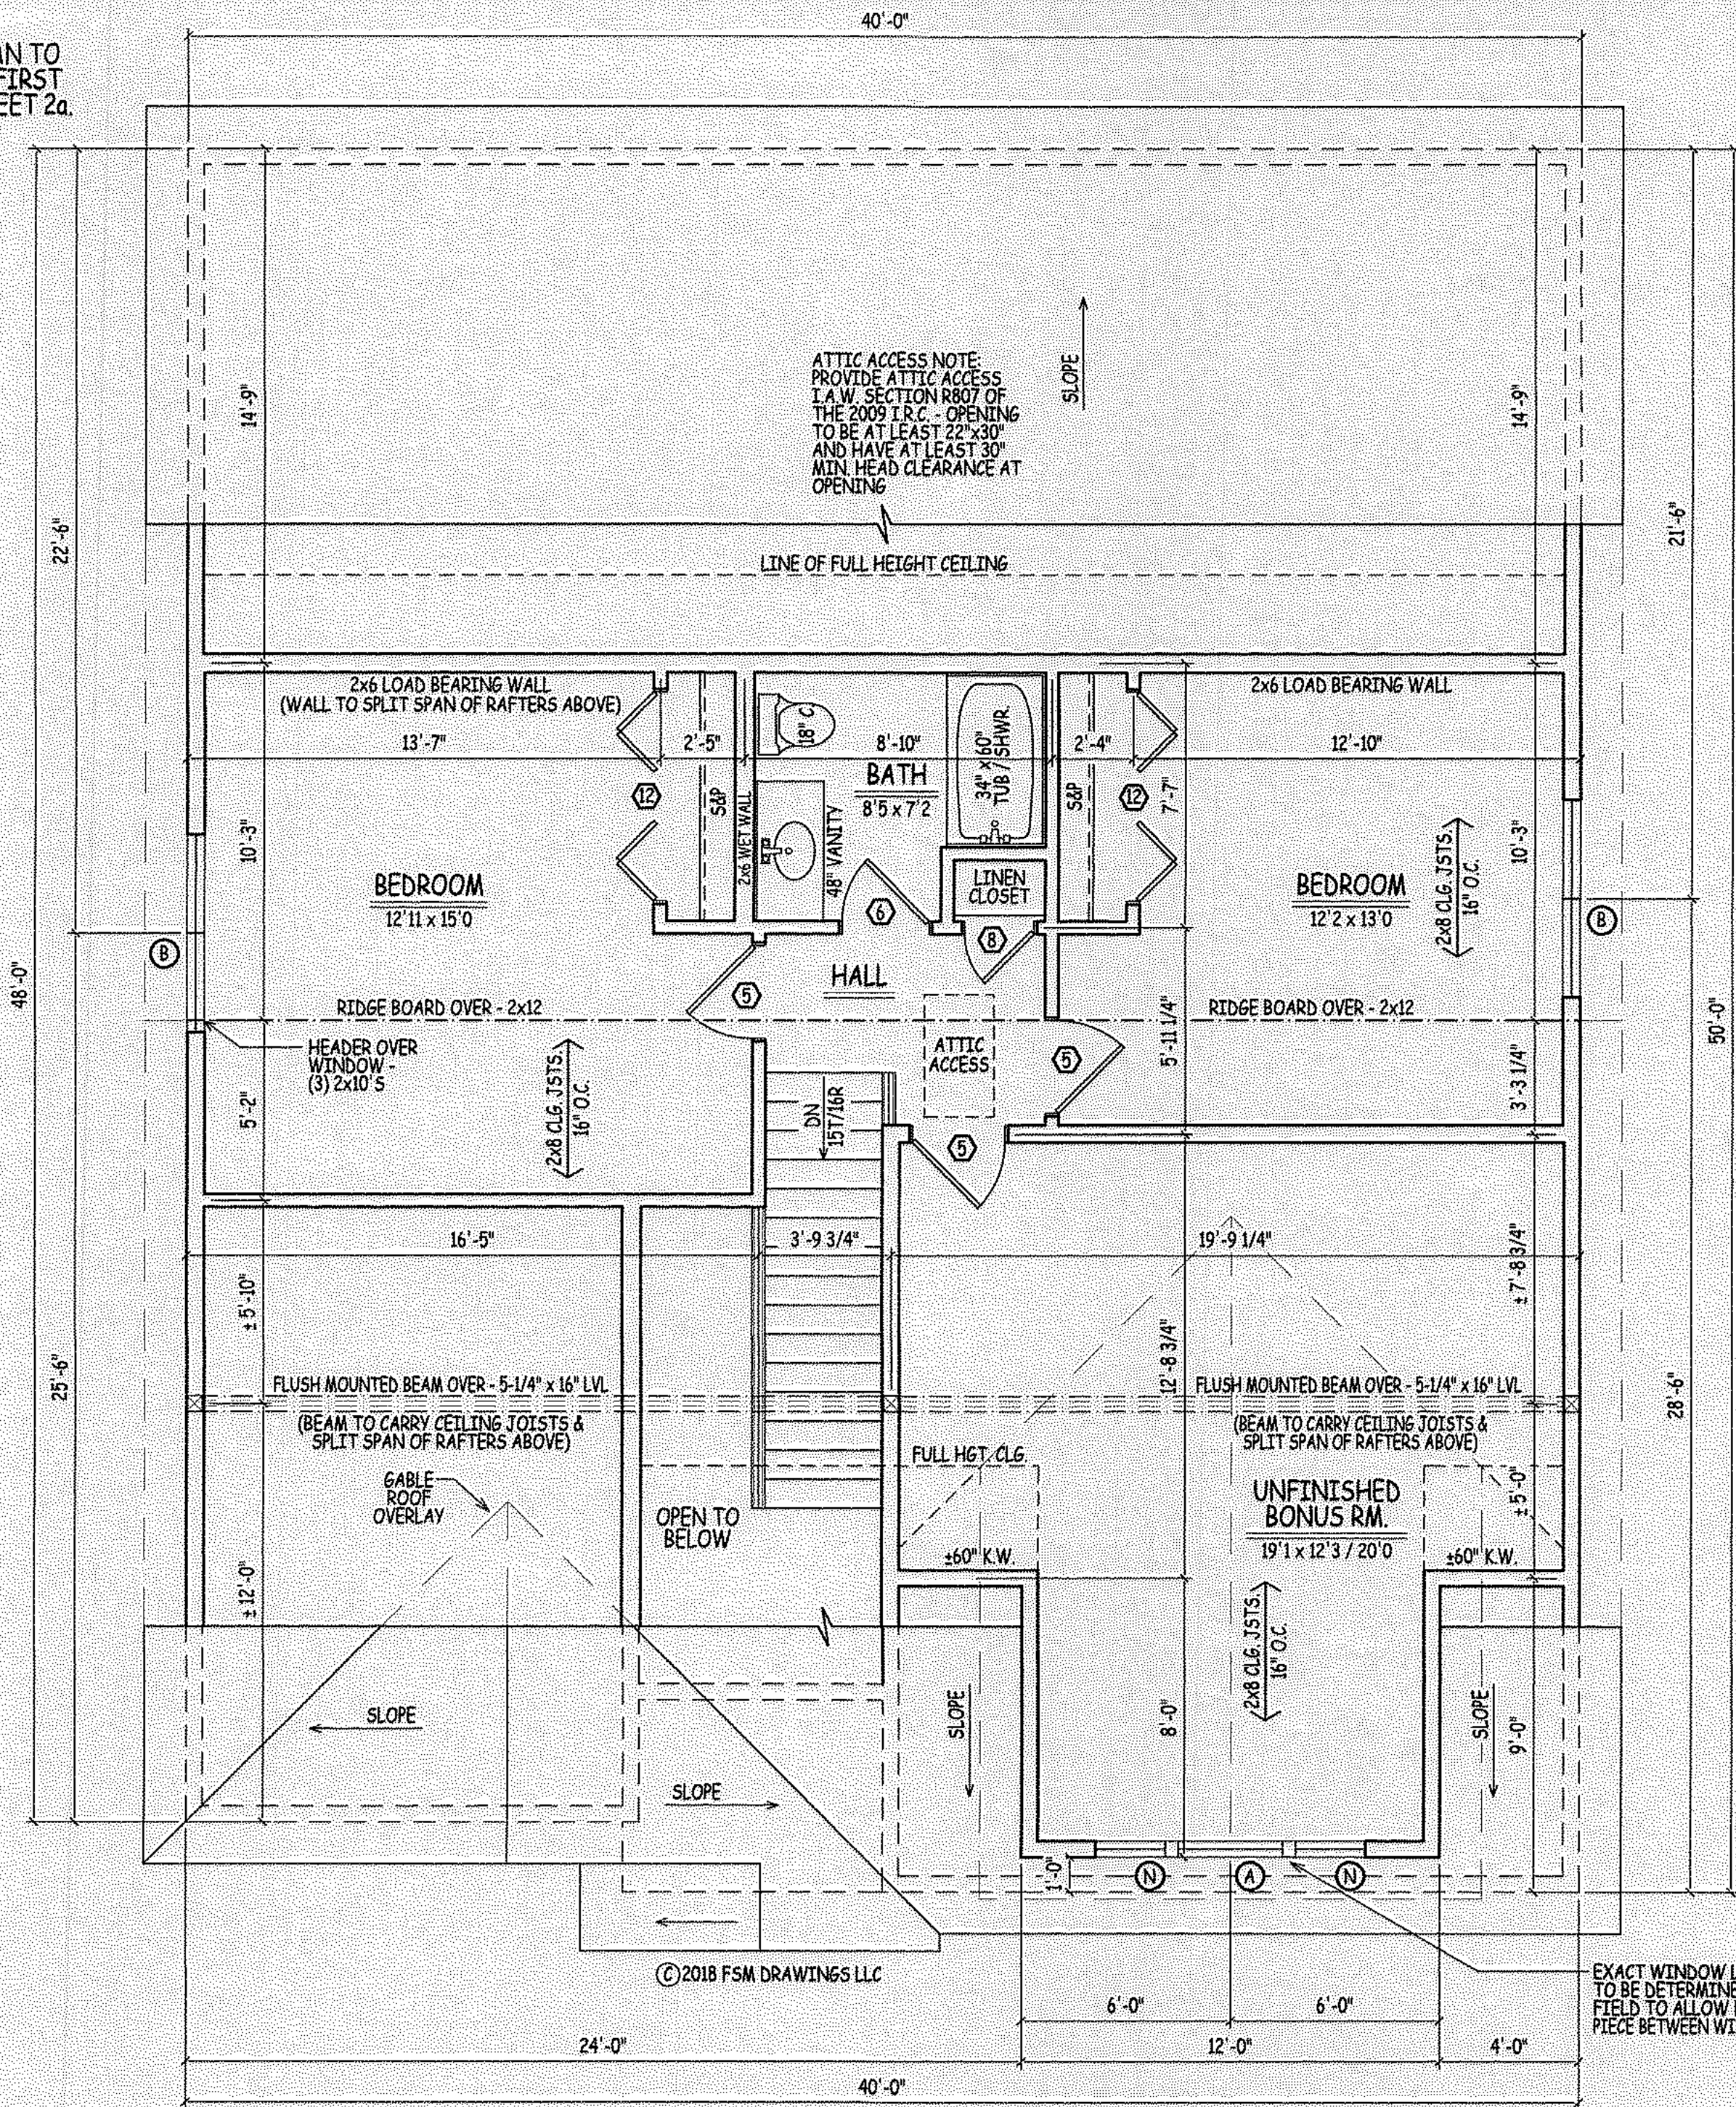 40'-0"
AN TO
FIRST
EET 2a.
ATTIC ACCESS NOTE:
PROVIDE ATTIC ACCESS
I.A.W. SECTION R807 OF
THE 2009 I.R.C. - OPENING
TO BE AT LEAST 22"x30"
AND HAVE AT LEAST 30"
MIN. HEAD CLEARANCE AT
OPENING
SLOPE
14'-9"
14'-9"
22'-6"
21'-6"
LINE OF FULL HEIGHT CEILING
2x6 LOAD BEARING WALL
(WALL TO SPLIT SPAN OF RAFTERS ABOVE)
2x6 LOAD BEARING WALL
13'-7"
2'-5"
8'-10"
2'-4"
12'-10"
18" C.
34" x 60"
TUB / SHWR.
BATH
8'5 x 7'2
12
12
S&P
S&P
7'-7"
2x6 WET WALL
48" VANITY
10'-3"
10'-3"
BEDROOM
12'11 x 15'0
LINEN
CLOSET
BEDROOM
12'2 x 13'0
2x8 CLG. JSTS.
16" O.C.
6
8
B
B
48'-0"
50'-0"
HALL
5
RIDGE BOARD OVER - 2x12
RIDGE BOARD OVER - 2x12
HEADER OVER
WINDOW -
(3) 2x10'S
ATTIC
ACCESS
5
5'-11 1/4"
3'-3 1/4"
5'-2"
2x8 CLG. JSTS.
16" O.C.
DN
15T/16R
5
16'-5"
3'-9 3/4"
19'-9 1/4"
±5'-10"
±7'-8 3/4"
12'-8 3/4"
25'-6"
28'-6"
FLUSH MOUNTED BEAM OVER - 5-1/4" x 16" LVL
(BEAM TO CARRY CEILING JOISTS &
SPLIT SPAN OF RAFTERS ABOVE)
FLUSH MOUNTED BEAM OVER - 5-1/4" x 16" LVL
(BEAM TO CARRY CEILING JOISTS &
SPLIT SPAN OF RAFTERS ABOVE)
FULL HGT. CLG.
GABLE
ROOF
OVERLAY
OPEN TO
BELOW
UNFINISHED
BONUS RM.
19'1 x 12'3 / 20'0
±5'-0"
±60" K.W.
±60" K.W.
±12'-0"
2x8 CLG. JSTS.
16" O.C.
SLOPE
SLOPE
SLOPE
SLOPE
8'-0"
9'-0"
1'-0"
N
A
N
©2018 FSM DRAWINGS LLC
EXACT WINDOW L
TO BE DETERMINE
FIELD TO ALLOW
PIECE BETWEEN WI
6'-0"
6'-0"
24'-0"
12'-0"
4'-0"
40'-0"